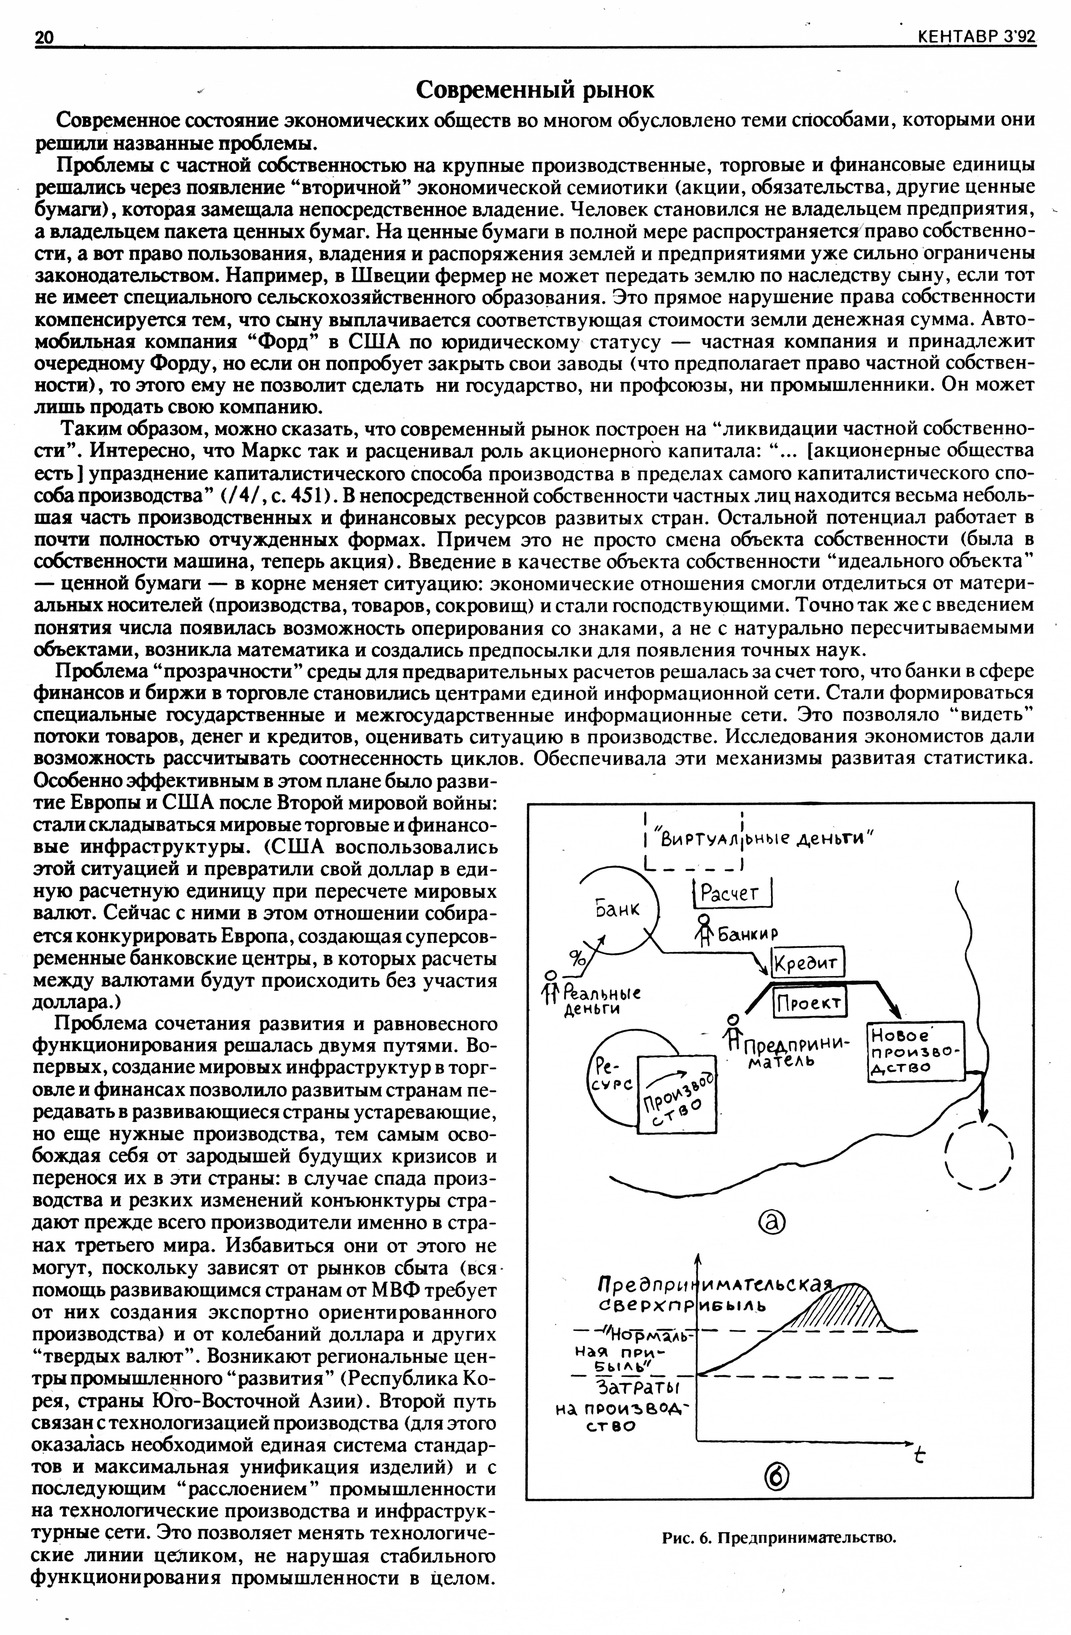 20
КЕНТАВР 3'92
Современный рынок
Современное состояние экономических обществ во многом обусловлено теми способами, которыми они
решили названные проблемы.
Проблемы с частной собственностью на крупные производственные, торговые и финансовые единицы
решались через появление “вторичной” экономической семиотики (акции, обязательства, другие ценные
бумаги), которая замещала непосредственное владение. Человек становился не владельцем предприятия,
а владельцем пакета ценных бумаг. На ценные бумаги в полной мере распространяется право собственно-
сти, а вот право пользования, владения и распоряжения землей и предприятиями уже сильно ограничены
законодательством. Например, в Швеции фермер не может передать землю по наследству сыну, если тот
не имеет специального сельскохозяйственного образования. Это прямое нарушение права собственности
компенсируется тем, что сыну выплачивается соответствующая стоимости земли денежная сумма. Авто-
мобильная компания “Форд” в США по юридическому статусу — частная компания и принадлежит
очередному Форду, но если он попробует закрыть свои заводы (что предполагает право частной собствен-
ности), то этого ему не позволит сделать ни государство, ни профсоюзы, ни промышленники. Он может
лишь продать свою компанию.
Таким образом, можно сказать, что современный рынок построен на “ликвидации частной собственно-
сти”. Интересно, что Маркс так и расценивал роль акционерного капитала: “... [акционерные общества
есть] упразднение капиталистического способа производства в пределах самого капиталистического спо-
соба производства” (/4/, с. 451). В непосредственной собственности частных лиц находится весьма неболь-
шая часть производственных и финансовых ресурсов развитых стран. Остальной потенциал работает в
почти полностью отчужденных формах. Причем это не просто смена объекта собственности (была в
собственности машина, теперь акция). Введение в качестве объекта собственности “идеального объекта”
— ценной бумаги — в корне меняет ситуацию: экономические отношения смогли отделиться от матери-
альных носителей (производства, товаров, сокровищ) и стали господствующими. Точно так же с введением
понятия числа появилась возможность оперирования со знаками, а не с натурально пересчитываемыми
объектами, возникла математика и создались предпосылки для появления точных наук.
Проблема “прозрачности” среды для предварительных расчетов решалась за счет того, что банки в сфере
финансов и биржи в торговле становились центрами единой информационной сети. Стали формироваться
специальные государственные и межгосударственные информационные сети. Это позволяло “видеть”
потоки товаров, денег и кредитов, оценивать ситуацию в производстве. Исследования экономистов дали
возможность рассчитывать соотнесенность циклов. Обеспечивала эти механизмы развитая статистика.
Особенно эффективным в этом плане было разви-
тие Европы и США после Второй мировой войны:
стали складываться мировые торговые и финансо-
вые инфраструктуры. (США воспользовались
этой ситуацией и превратили свой доллар в еди-
ную расчетную единицу при пересчете мировых
валют. Сейчас с ними в этом отношении собира-
ется конкурировать Европа, создающая суперсов-
ременные банковские центры, в которых расчеты
между валютами будут происходить без участия
доллара.)
Проблема сочетания развития и равновесного
функционирования решалась двумя путями. Во-
первых, создание мировых инфраструктур в торг-
овле и финансах позволило развитым странам пе-
редавать в развивающиеся страны устаревающие,
но еще нужные производства, тем самым осво-
бождая себя от зародышей будущих кризисов и
перенося их в эти страны: в случае спада произ-
водства и резких изменений конъюнктуры стра-
дают прежде всего производители именно в стра-
нах третьего мира. Избавиться они от этого не
могут, поскольку зависят от рынков сбыта (вся
помощь развивающимся странам от МВФ требует
от них создания экспортно ориентированного
производства) и от колебаний доллара и других
“твердых валют”. Возникают региональные цен-
тры промышленного “развития” (Республика Ко-
рея, страны Юго-Восточной Азии). Второй путь
связан с технологизацией производства (для этого
оказалась необходимой единая система стандар-
тов и максимальная унификация изделий) и с
последующим “расслоением” промышленности
на технологические производства и инфраструк-
турные сети. Это позволяет менять технологиче-
ские линии целиком, не нарушая стабильного
функционирования промышленности в целом.
"Виртуальные деньги"
Расчет
Банк
Банкир
%
Кредит
Реальные
деньги
Проект
Предприни-
матель
Новое
произво-
дство
Ре-
сурс
Производ
ство
а
Предпринимательская
сверхприбыль
"Нормаль-
ная при-
быль"
Затраты
на производ-
ство
t
б
Рис. 6. Предпринимательство.